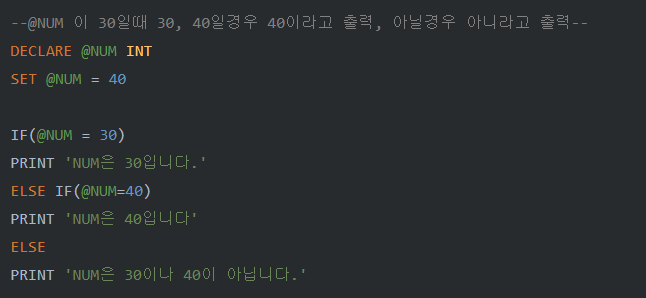 --@NUM 이 30일때 30, 40일경우 40이라고 출력, 아닐경우 아니라고 출력--
DECLARE @NUM INT
SET @NUM = 40
IF(@NUM = 30)
PRINT 'NUM은 30입니다.'
ELSE IF(@NUM=40)
PRINT 'NUM은 40입니다'
ELSE
PRINT 'NUM은 30이나 40이 아닙니다.'